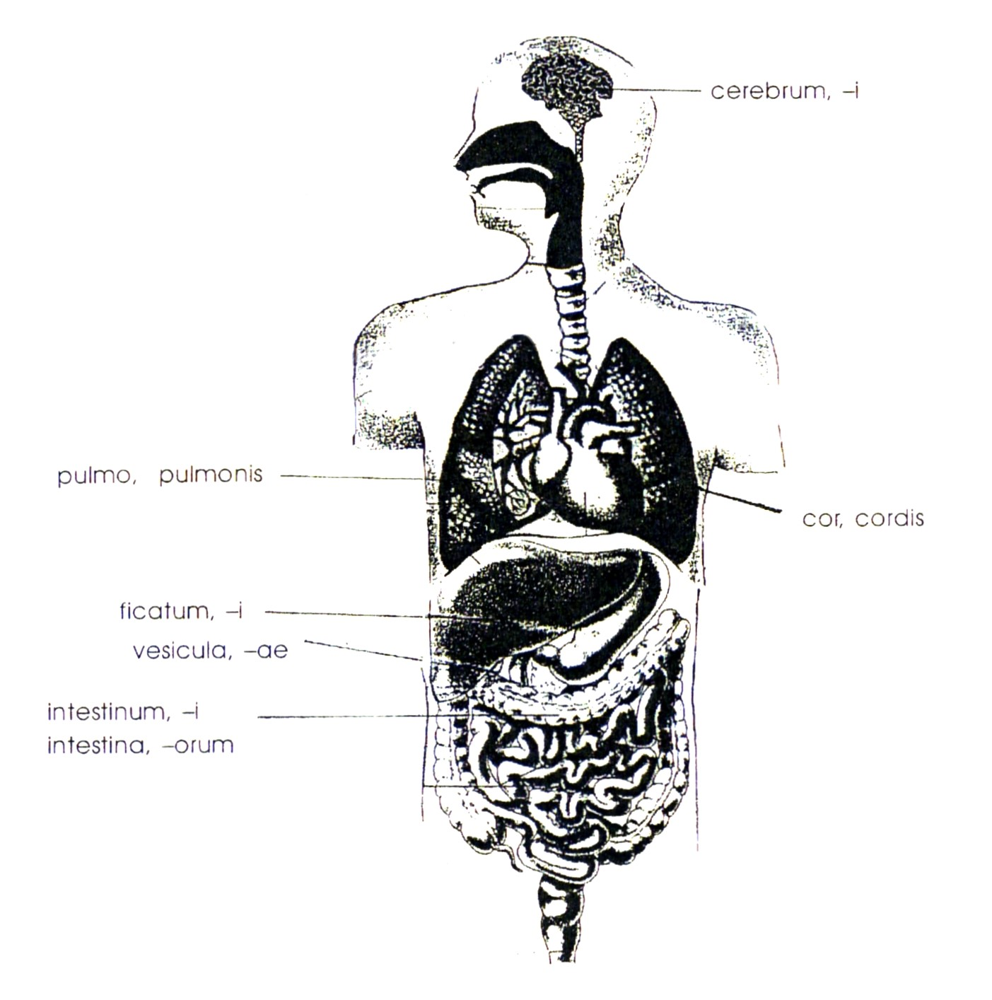 cerebrum, –i
pulmo, pulmonis
cor, cordis
ficatum, –i
vesicula, –ae
intestinum, –i
intestina, –orum